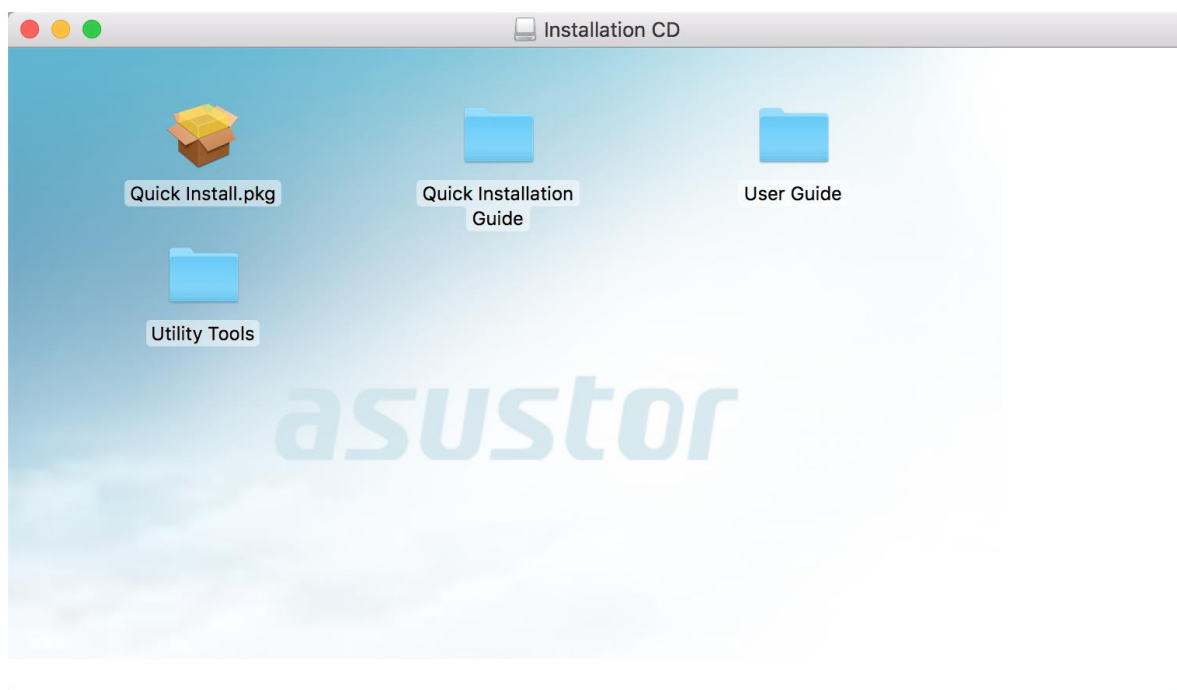 Installation CD
Quick Install.pkg
Quick Installation
Guide
User Guide
Utility Tools
asustor